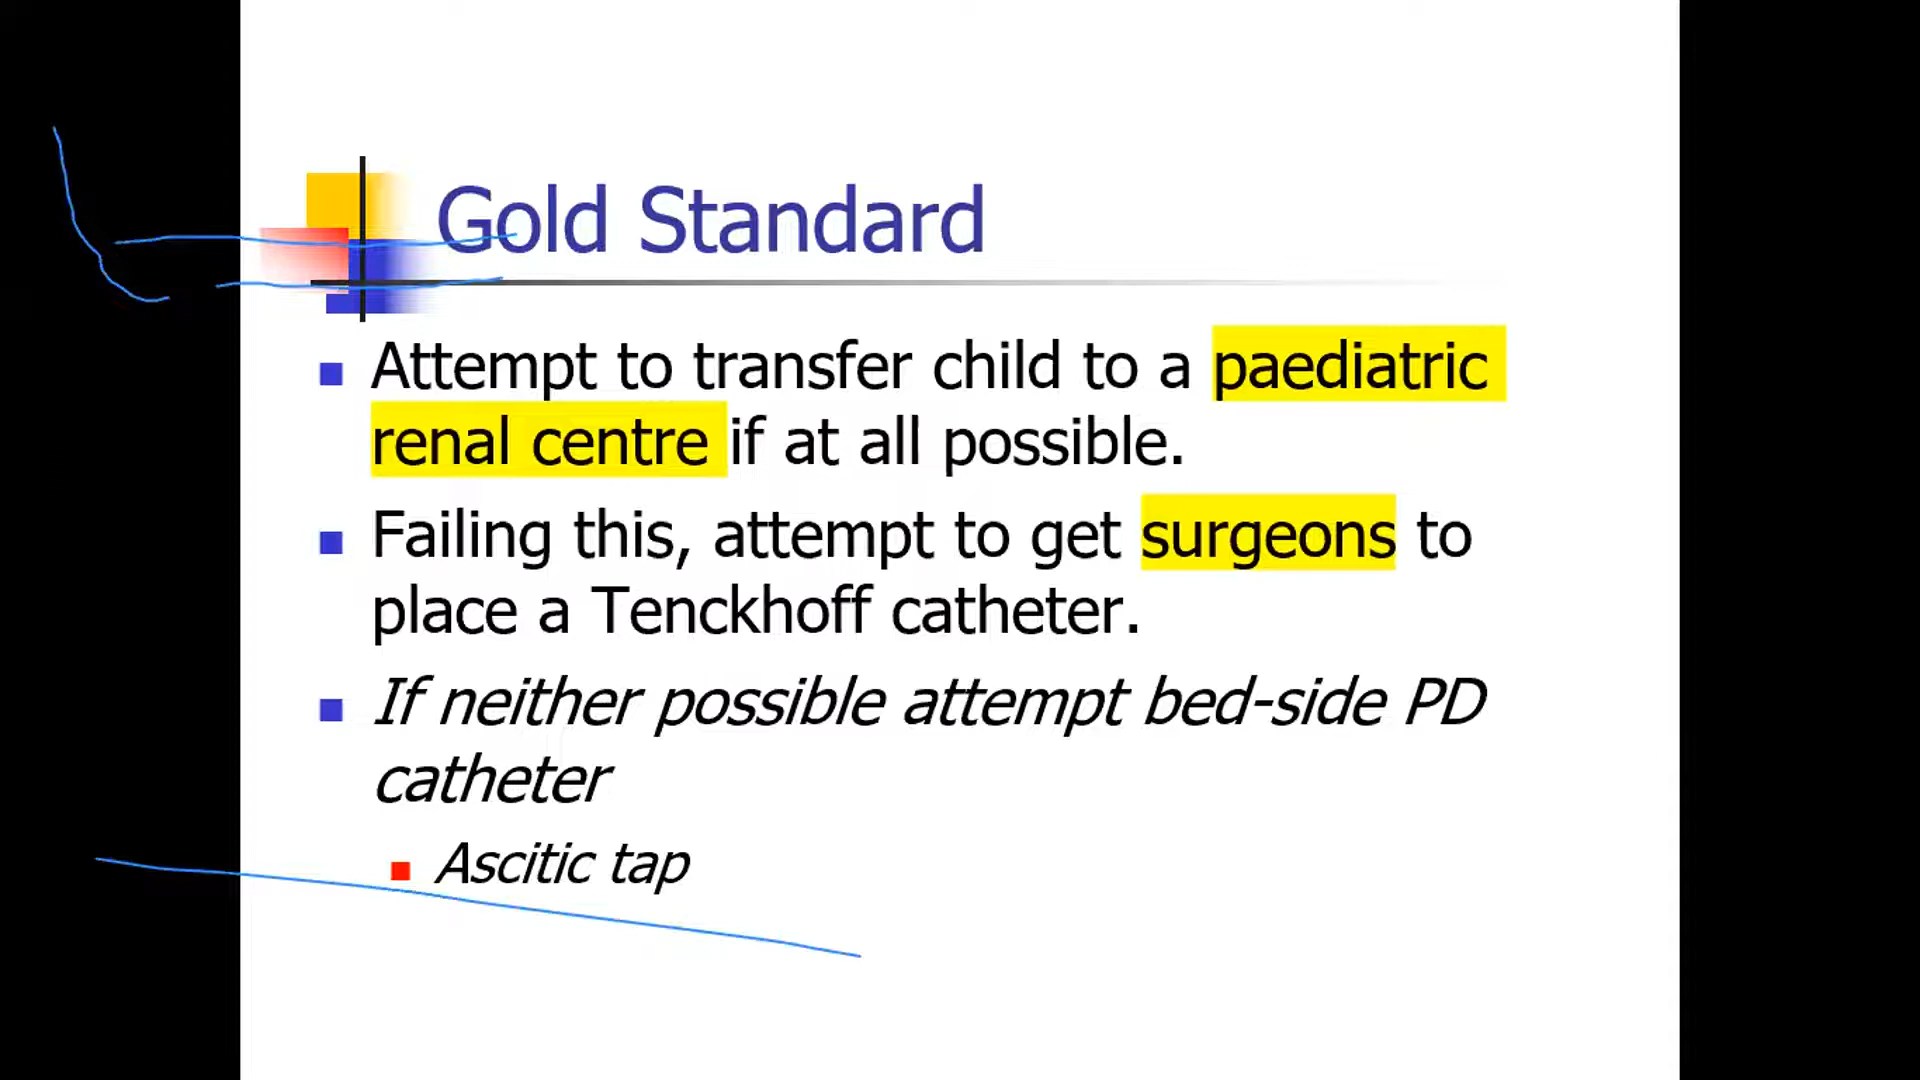 Gold Standard
Attempt to transfer child to a paediatric
renal centre if at all possible.
Failing this, attempt to get surgeons to
place a Tenckhoff catheter.
If neither possible attempt bed-side PD
catheter
Ascitic tap